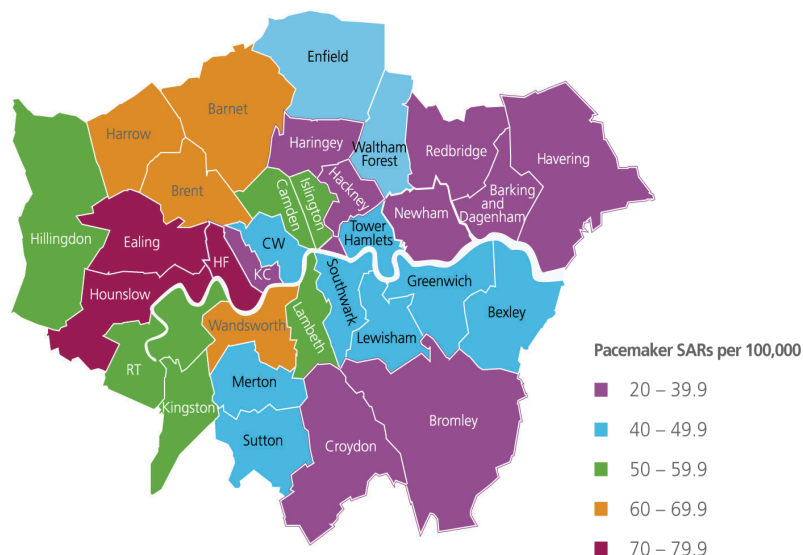 Enfield
Barnet
Harrow
Haringey
Waltham
Forest
Redbridge
Havering
Brent
Hackney
Islington
Camden
Barking
and
Dagenham
Newham
Hillingdon
Ealing
HF
CW
KC
Tower
Hamlets
Hounslow
Southwark
Greenwich
Bexley
Wandsworth
Lambeth
Lewisham
RT
Kingston
Merton
Sutton
Croydon
Bromley
Pacemaker SARs per 100,000
20 – 39.9
40 – 49.9
50 – 59.9
60 – 69.9
70 – 79.9